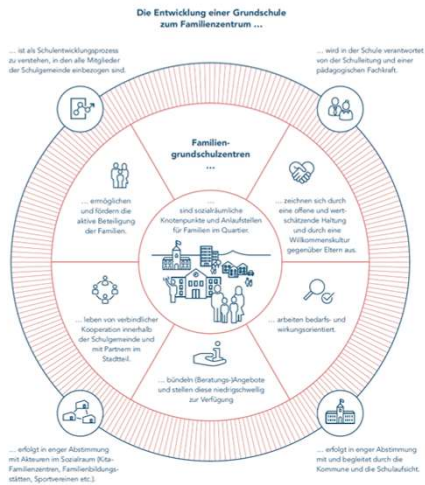 Die Entwicklung einer Grundschule
zum Familienzentrum …
… ist als Schulentwicklungsprozess
zu verstehen, in den alle Mitglieder
der Schulgemeinde einbezogen sind.
… wird in der Schule verantwortet
von der Schulleitung und einer
pädagogischen Fachkraft.
Familien-
grundschulzentren
…
… ermöglichen
und fördern die
aktive Beteiligung
der Familien.
…
sind sozialräumliche
Knotenpunkte und Anlaufstellen
für Familien im Quartier.
… zeichnen sich durch
eine offene und wert-
schätzende Haltung
und durch eine
Willkommenskultur
gegenüber Eltern aus.
… leben von verbindlicher
Kooperation innerhalb
der Schulgemeinde und
mit Partnern im
Stadtteil.
… arbeiten bedarfs- und
wirkungsorientiert.
… bündeln (Beratungs-)Angebote
und stellen diese niedrigschwellig
zur Verfügung
… erfolgt in enger Abstimmung
mit Akteuren im Sozialraum (Kita-
Familienzentren, Familienbildungs-
stätten, Sportvereinen etc.).
… erfolgt in enger Abstimmung
mit und begleitet durch die
Kommune und die Schulaufsicht.